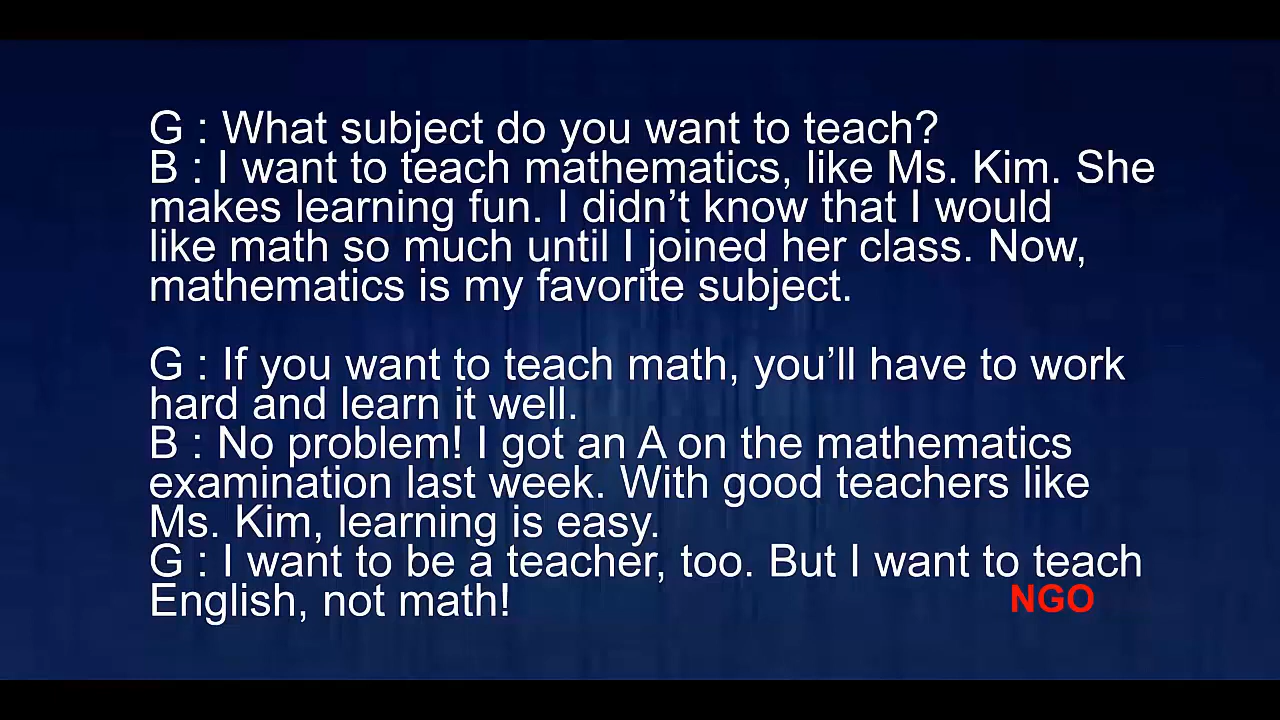 G : What subject do you want to teach?
B : I want to teach mathematics, like Ms. Kim. She
makes learning fun. I didn’t know that I would
like math so much until I joined her class. Now,
mathematics is my favorite subject.
G : If you want to teach math, you’ll have to work
hard and learn it well.
B : No problem! I got an A on the mathematics
examination last week. With good teachers like
Ms. Kim, learning is easy.
G : I want to be a teacher, too. But I want to teach
English, not math!
NGO